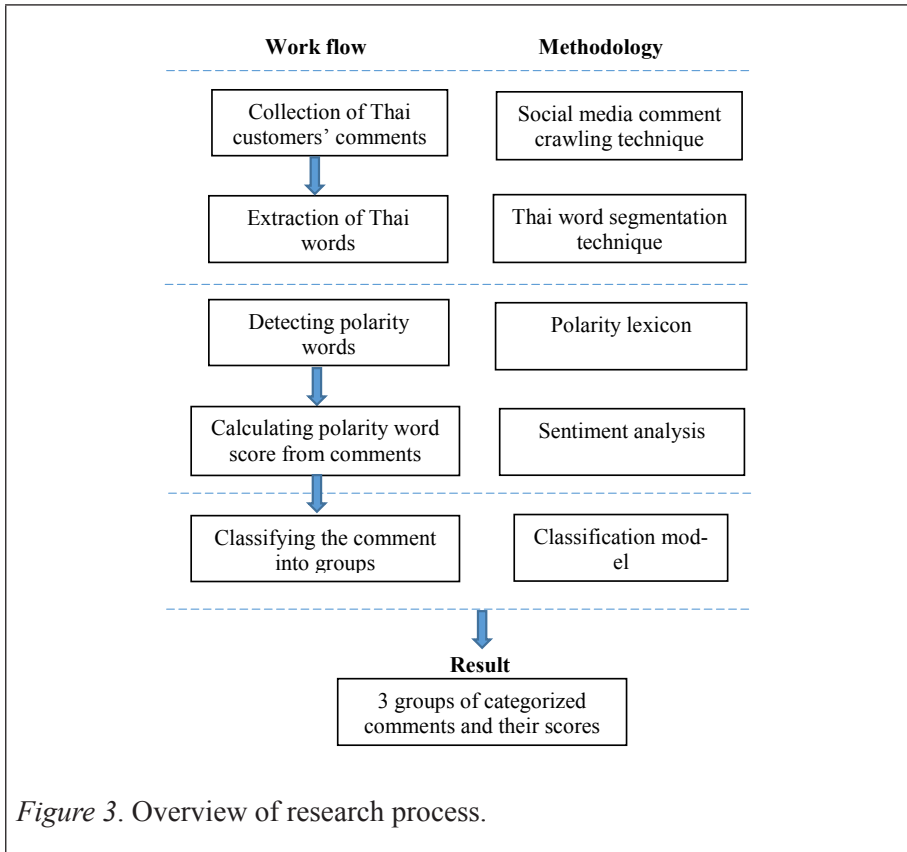 Work flow
Methodology
Collection of Thai
customers’ comments
Social media comment
crawling technique
Extraction of Thai
words
Thai word segmentation
technique
Detecting polarity
words
Polarity lexicon
Calculating polarity word
score from comments
Sentiment analysis
Classifying the comment
into groups
Classification mod-
el
Result
3 groups of categorized
comments and their scores
Figure 3. Overview of research process.